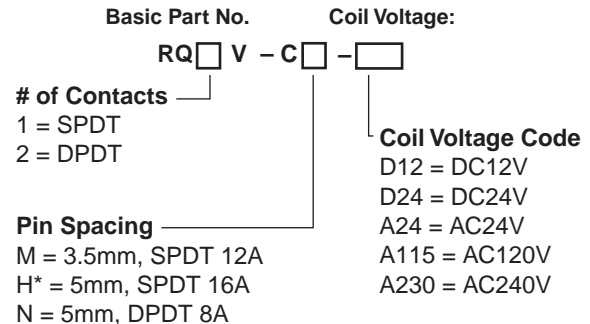 Basic Part No. Coil Voltage:
RQ□ V – C□ – □
# of Contacts
1 = SPDT
2 = DPDT
Pin Spacing
M = 3.5mm, SPDT 12A
H* = 5mm, SPDT 16A
N = 5mm, DPDT 8A
Coil Voltage Code
D12 = DC12V
D24 = DC24V
A24 = AC24V
A115 = AC120V
A230 = AC240V